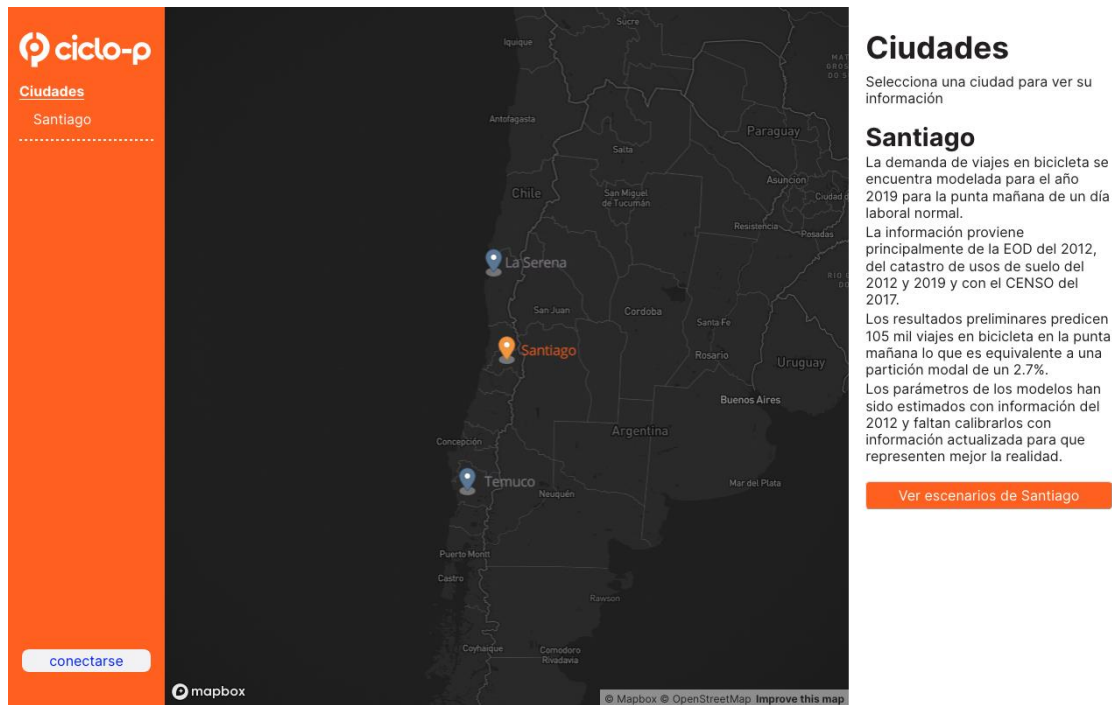 ciclo-p
Ciudades
Santiago
conectarse
Sucre
Iquique
Antofagasta
Paraguay
Salta
Asuncion
Chile
San Miguel
de Tucumán
Ciudad d
Resistencia
Posadas
La Serena
San Juan
Cordoba
Santa Fe
Santiago
Rosario
Uruguay
Buenos Aires
Argentina
Concepción
Temuco
Neuquén
Mar del Plata
Puerto Montt
Castro
Rawson
Coyhaique
Comodoro
Rivadavia
mapbox
© Mapbox © OpenStreetMap Improve this map
Ciudades
Selecciona una ciudad para ver su
información
Santiago
La demanda de viajes en bicicleta se
encuentra modelada para el año
2019 para la punta mañana de un día
laboral normal.
La información proviene
principalmente de la EOD del 2012,
del catastro de usos de suelo del
2012 y 2019 y con el CENSO del
2017.
Los resultados preliminares predicen
105 mil viajes en bicicleta en la punta
mañana lo que es equivalente a una
partición modal de un 2.7%.
Los parámetros de los modelos han
sido estimados con información del
2012 y faltan calibrarlos con
información actualizada para que
representen mejor la realidad.
Ver escenarios de Santiago